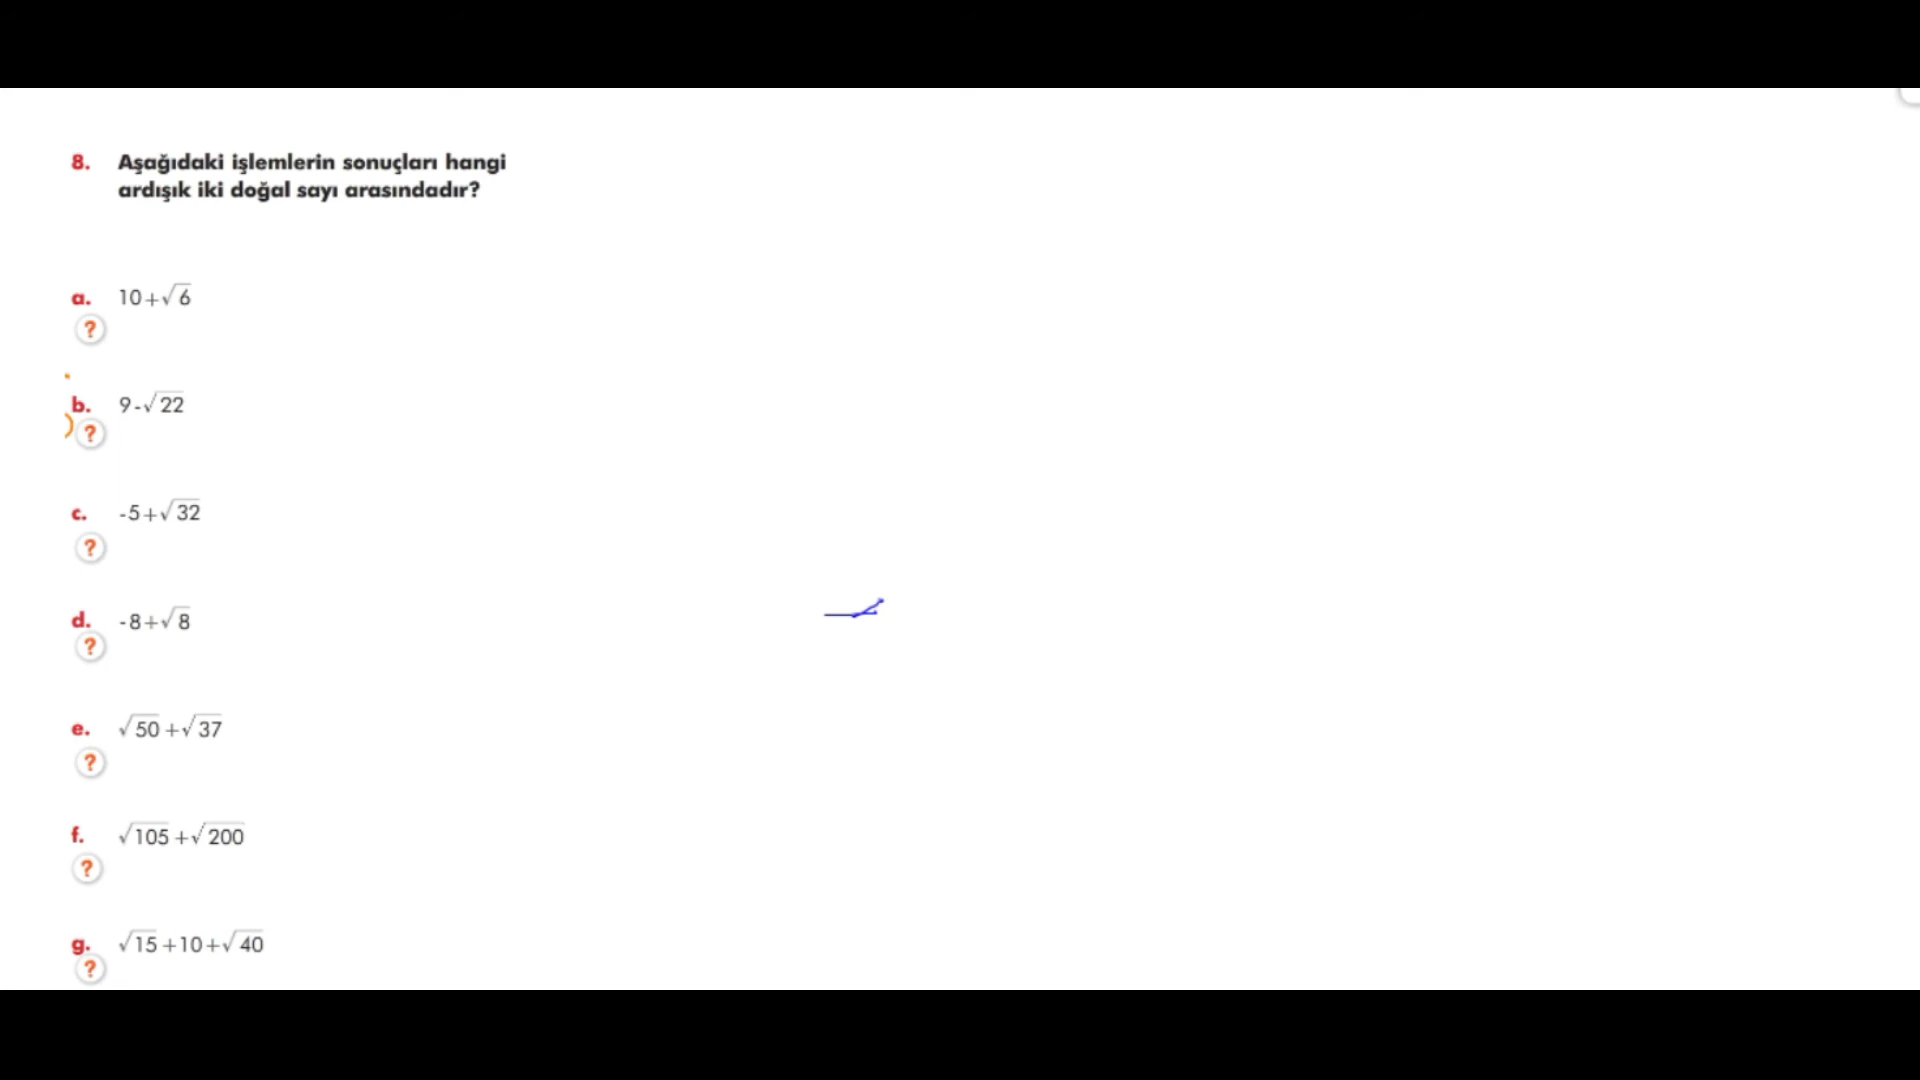 8. Aşağıdaki işlemlerin sonuçları hangi
ardışık iki doğal sayı arasındadır?
a. 10+√6
?
b. 9-√22
?
c. -5+√32
?
d. -8+√8
?
e. √50+√37
?
f. √105+√200
?
g. √15+10+√40
?